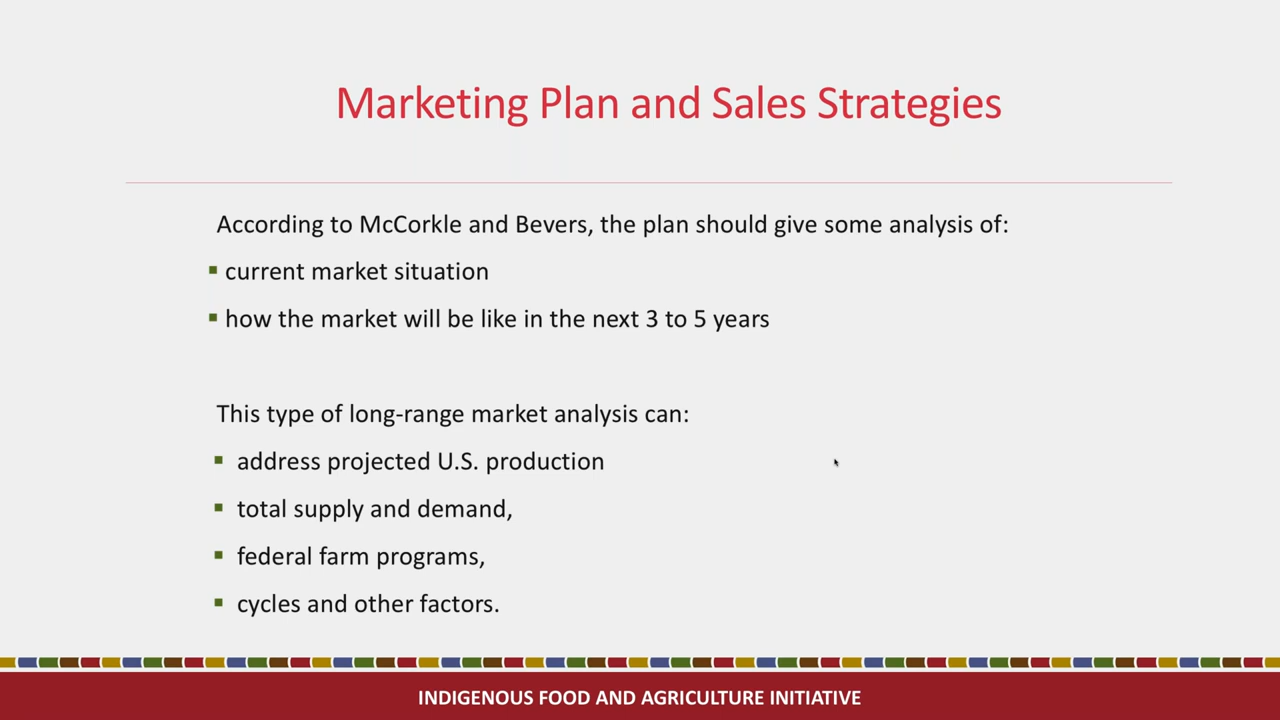 Marketing Plan and Sales Strategies
According to McCorkle and Bevers, the plan should give some analysis of:
▪ current market situation
▪ how the market will be like in the next 3 to 5 years
This type of long-range market analysis can:
▪ address projected U.S. production
▪ total supply and demand,
▪ federal farm programs,
▪ cycles and other factors.
INDIGENOUS FOOD AND AGRICULTURE INITIATIVE